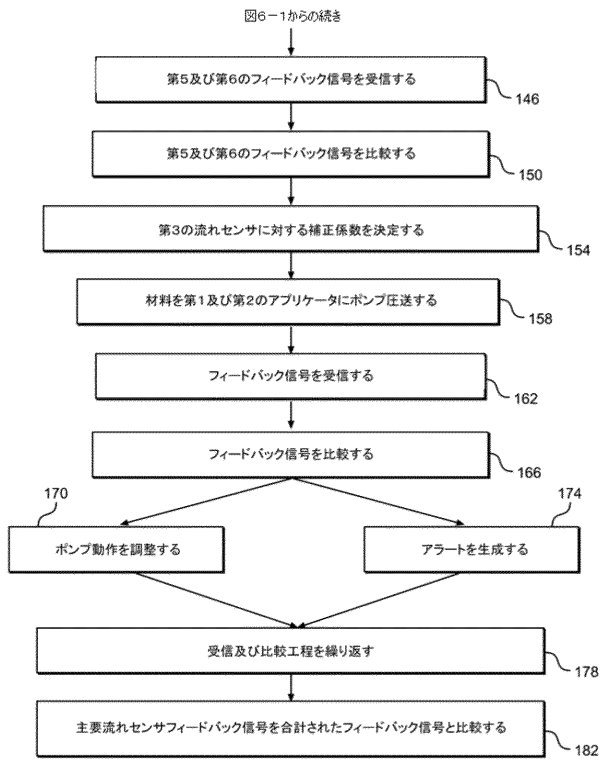 図6－1からの続き
第5及び第6のフィードバック信号を受信する
146
第5及び第6のフィードバック信号を比較する
150
第3の流れセンサに対する補正係数を決定する
154
材料を第1及び第2のアプリケータにポンプ圧送する
158
フィードバック信号を受信する
162
フィードバック信号を比較する
166
170
174
ポンプ動作を調整する
アラートを生成する
受信及び比較工程を繰り返す
178
主要流れセンサフィードバック信号を合計されたフィードバック信号と比較する
182